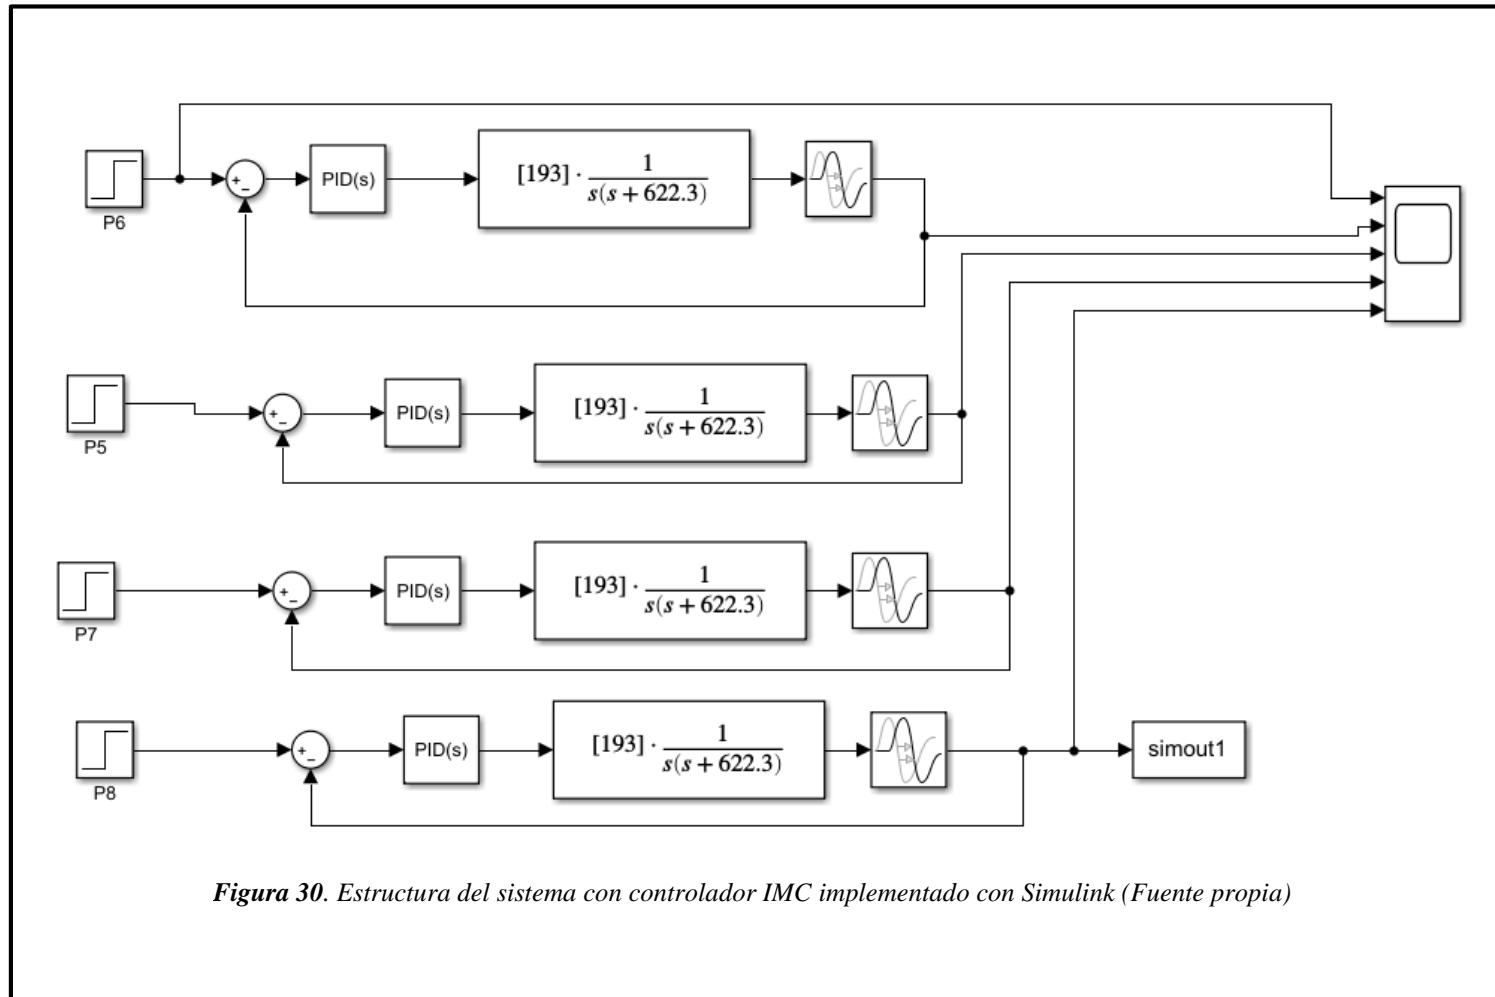 P6
+
−
PID(s)
[193] · 1 / s(s + 622.3)
P5
+
−
PID(s)
[193] · 1 / s(s + 622.3)
P7
+
−
PID(s)
[193] · 1 / s(s + 622.3)
P8
+
−
PID(s)
[193] · 1 / s(s + 622.3)
simout1
Figura 30. Estructura del sistema con controlador IMC implementado con Simulink (Fuente propia)